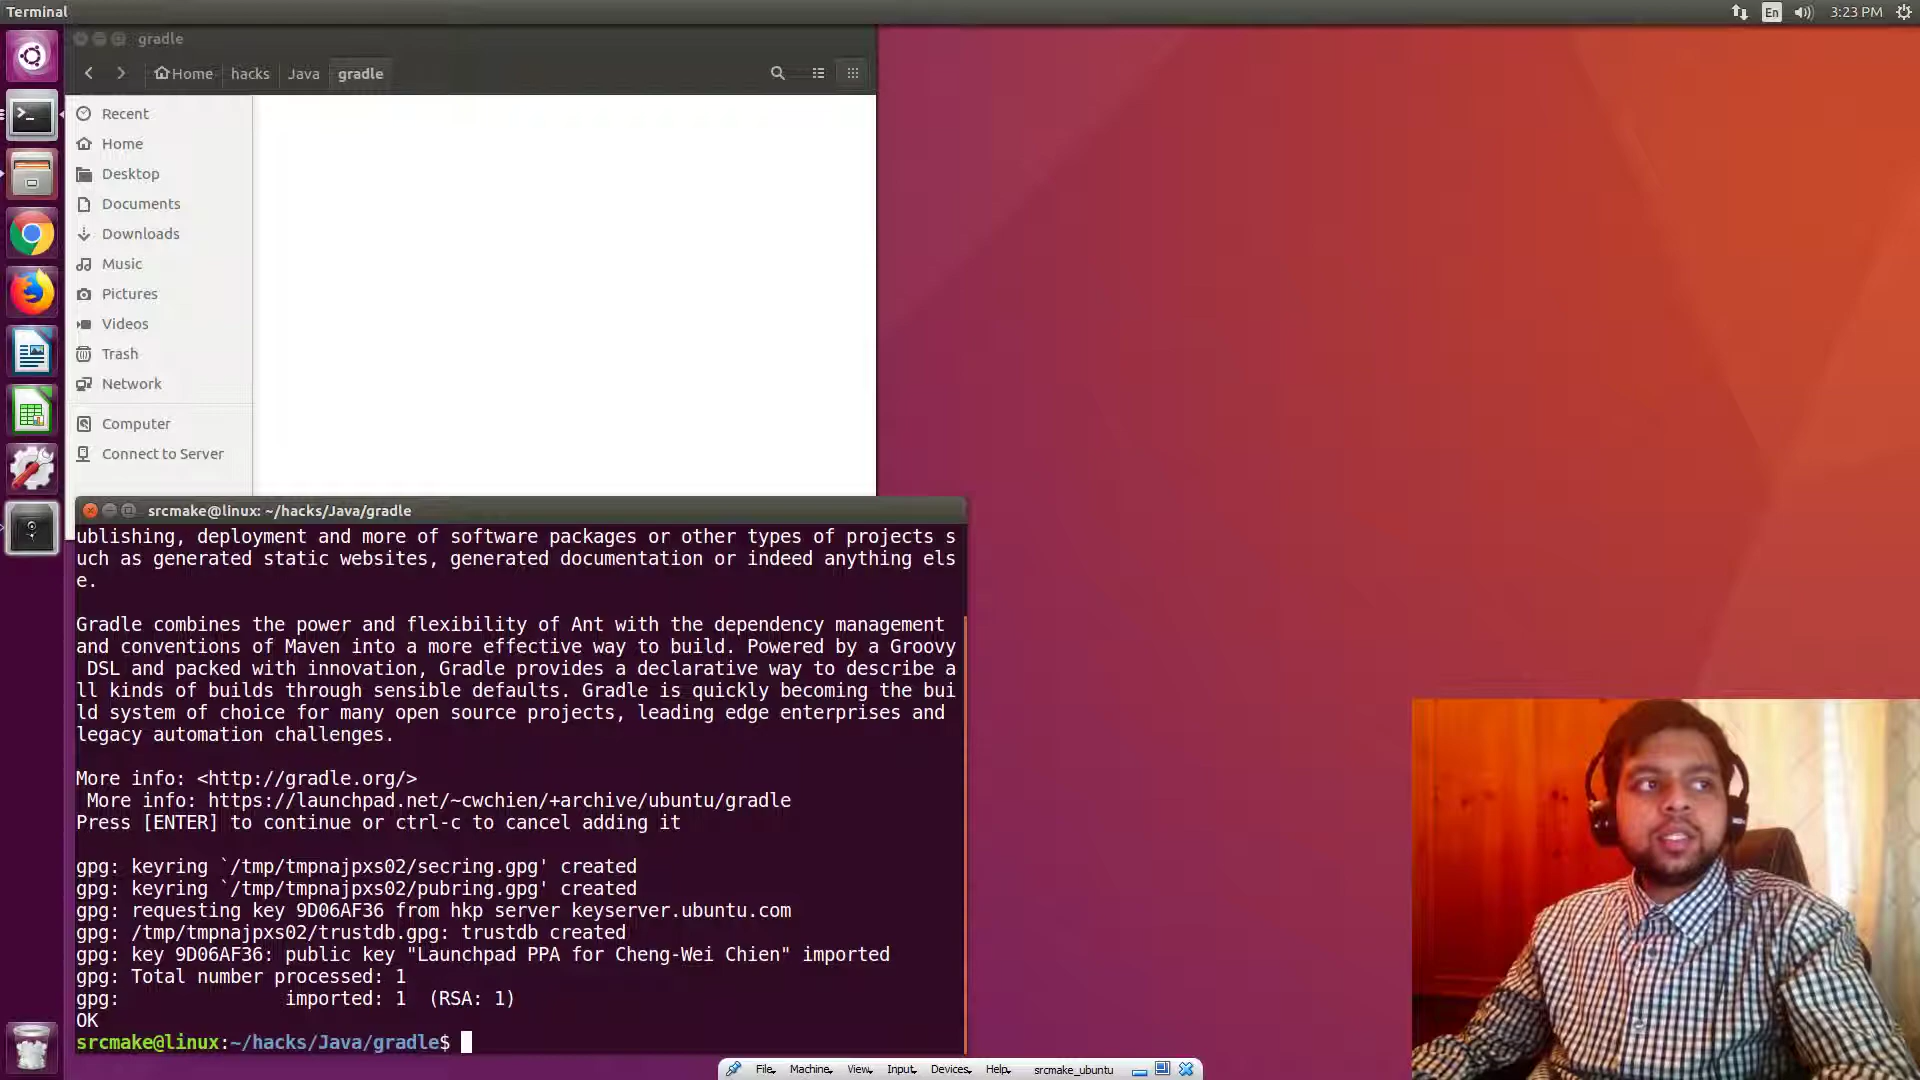 Terminal
En
3:23 PM
gradle
Home
hacks
Java
gradle
Recent
Home
Desktop
Documents
Downloads
Music
Pictures
Videos
Trash
Network
Computer
Connect to Server
srcmake@linux: ~/hacks/Java/gradle
ublishing, deployment and more of software packages or other types of projects s
uch as generated static websites, generated documentation or indeed anything els
e.
Gradle combines the power and flexibility of Ant with the dependency management
and conventions of Maven into a more effective way to build. Powered by a Groovy
DSL and packed with innovation, Gradle provides a declarative way to describe a
ll kinds of builds through sensible defaults. Gradle is quickly becoming the bui
ld system of choice for many open source projects, leading edge enterprises and
legacy automation challenges.
More info: <http://gradle.org/>
More info: https://launchpad.net/~cwchien/+archive/ubuntu/gradle
Press [ENTER] to continue or ctrl-c to cancel adding it
gpg: keyring `/tmp/tmpnajpxs02/secring.gpg' created
gpg: keyring `/tmp/tmpnajpxs02/pubring.gpg' created
gpg: requesting key 9D06AF36 from hkp server keyserver.ubuntu.com
gpg: /tmp/tmpnajpxs02/trustdb.gpg: trustdb created
gpg: key 9D06AF36: public key "Launchpad PPA for Cheng-Wei Chien" imported
gpg: Total number processed: 1
gpg:               imported: 1  (RSA: 1)
OK
srcmake@linux:~/hacks/Java/gradle$
File
Machine
View
Input
Devices
Help
srcmake_ubuntu